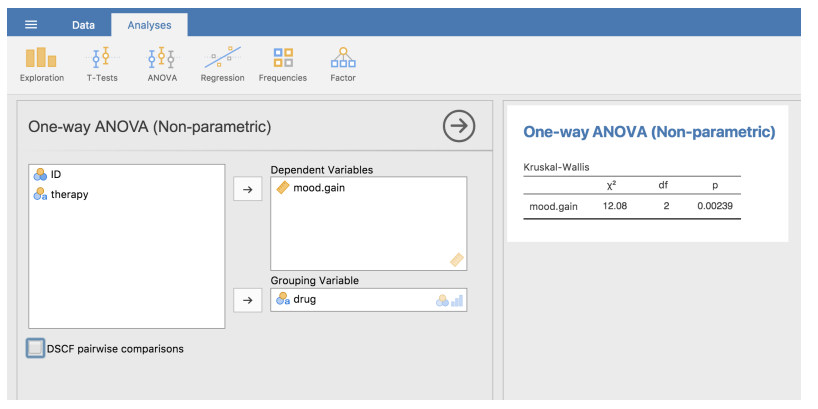 Data Analyses
Exploration T-Tests ANOVA Regression Frequencies Factor
One-way ANOVA (Non-parametric)
ID
therapy
Dependent Variables
mood.gain
Grouping Variable
drug
DSCF pairwise comparisons
One-way ANOVA (Non-parametric)
Kruskal-Wallis
χ² df p
mood.gain 12.08 2 0.00239